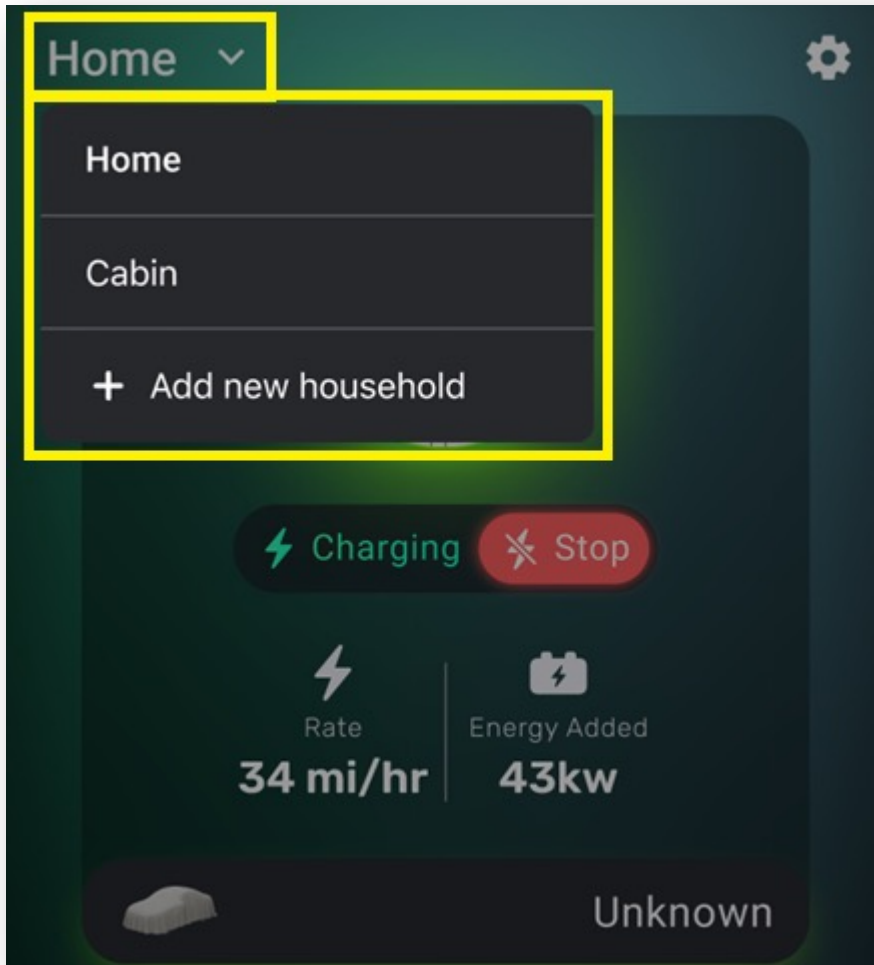 Home
Home
Cabin
+ Add new household
Charging Stop
Rate Energy Added
34 mi/hr 43kw
Unknown